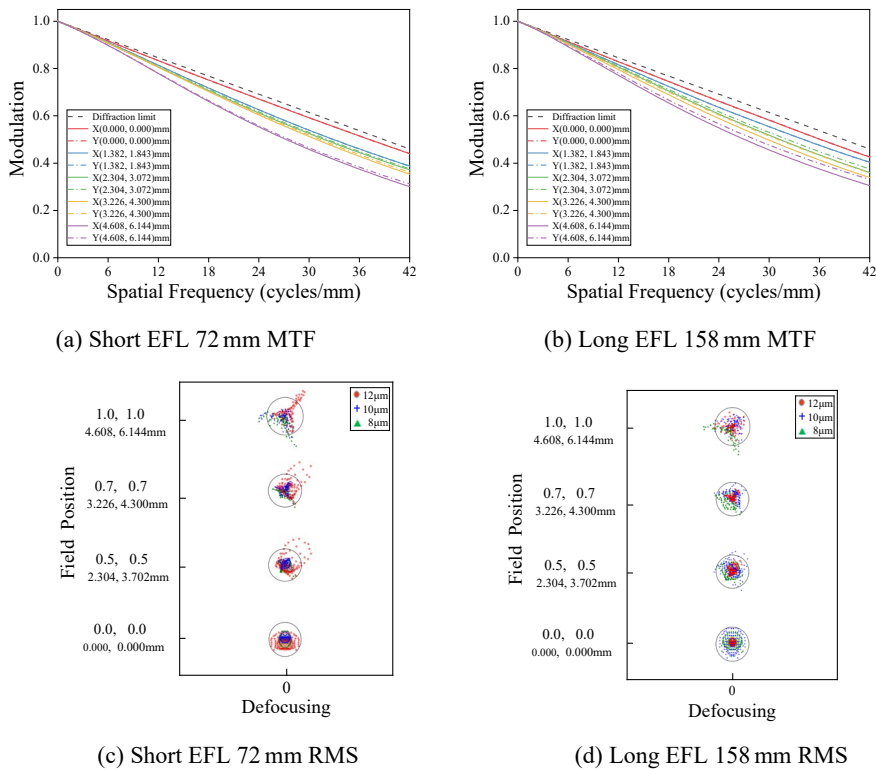 1.0
0.8
0.6
0.4
0.2
0.0
Modulation
Diffraction limit
X(0.000, 0.000)mm
Y(0.000, 0.000)mm
X(1.382, 1.843)mm
Y(1.382, 1.843)mm
X(2.304, 3.072)mm
Y(2.304, 3.072)mm
X(3.226, 4.300)mm
Y(3.226, 4.300)mm
X(4.608, 6.144)mm
Y(4.608, 6.144)mm
0 6 12 18 24 30 36 42
Spatial Frequency (cycles/mm)
(a) Short EFL 72 mm MTF
1.0
0.8
0.6
0.4
0.2
0.0
Modulation
Diffraction limit
X(0.000, 0.000)mm
Y(0.000, 0.000)mm
X(1.382, 1.843)mm
Y(1.382, 1.843)mm
X(2.304, 3.072)mm
Y(2.304, 3.072)mm
X(3.226, 4.300)mm
Y(3.226, 4.300)mm
X(4.608, 6.144)mm
Y(4.608, 6.144)mm
0 6 12 18 24 30 36 42
Spatial Frequency (cycles/mm)
(b) Long EFL 158 mm MTF
12μm
10μm
8μm
Field Position
1.0, 1.0
4.608, 6.144mm
0.7, 0.7
3.226, 4.300mm
0.5, 0.5
2.304, 3.702mm
0.0, 0.0
0.000, 0.000mm
0
Defocusing
(c) Short EFL 72 mm RMS
12μm
10μm
8μm
Field Position
1.0, 1.0
4.608, 6.144mm
0.7, 0.7
3.226, 4.300mm
0.5, 0.5
2.304, 3.702mm
0.0, 0.0
0.000, 0.000mm
0
Defocusing
(d) Long EFL 158 mm RMS